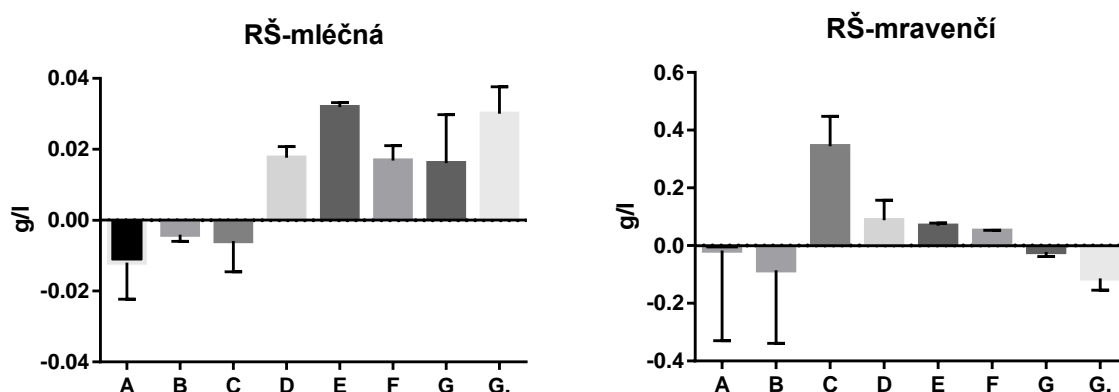 RŠ-mléčná
g/l
0.04
0.02
0.00
-0.02
-0.04
A B C D E F G G.
RŠ-mravenčí
g/l
0.6
0.4
0.2
0.0
-0.2
-0.4
A B C D E F G G.